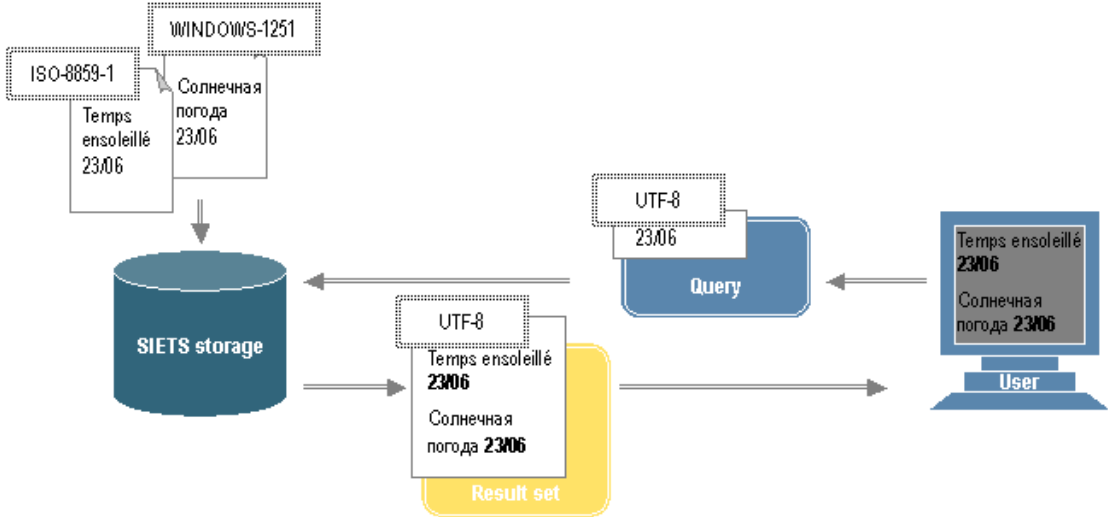 WINDOWS-1251
ISO-8859-1
Солнечная
погода
23/06
Temps
ensoleillé
23/06
UTF-8
23/06
Query
Temps ensoleillé
23/06
Солнечная
погода 23/06
User
SIETS storage
UTF-8
Temps ensoleillé
23/06
Солнечная
погода 23/06
Result set